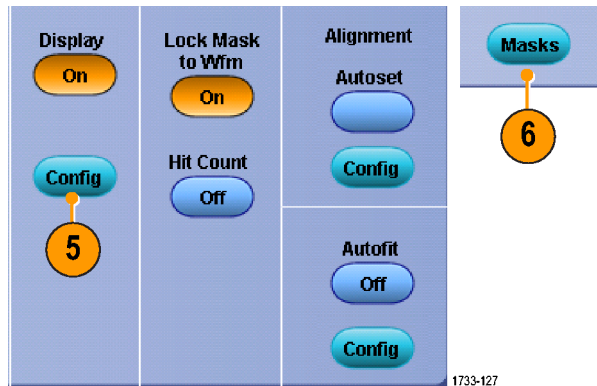 Display
On
Config
5
Lock Mask
to Wfm
On
Hit Count
Off
Alignment
Autoset
Config
Autofit
Off
Config
Masks
6
1733-127